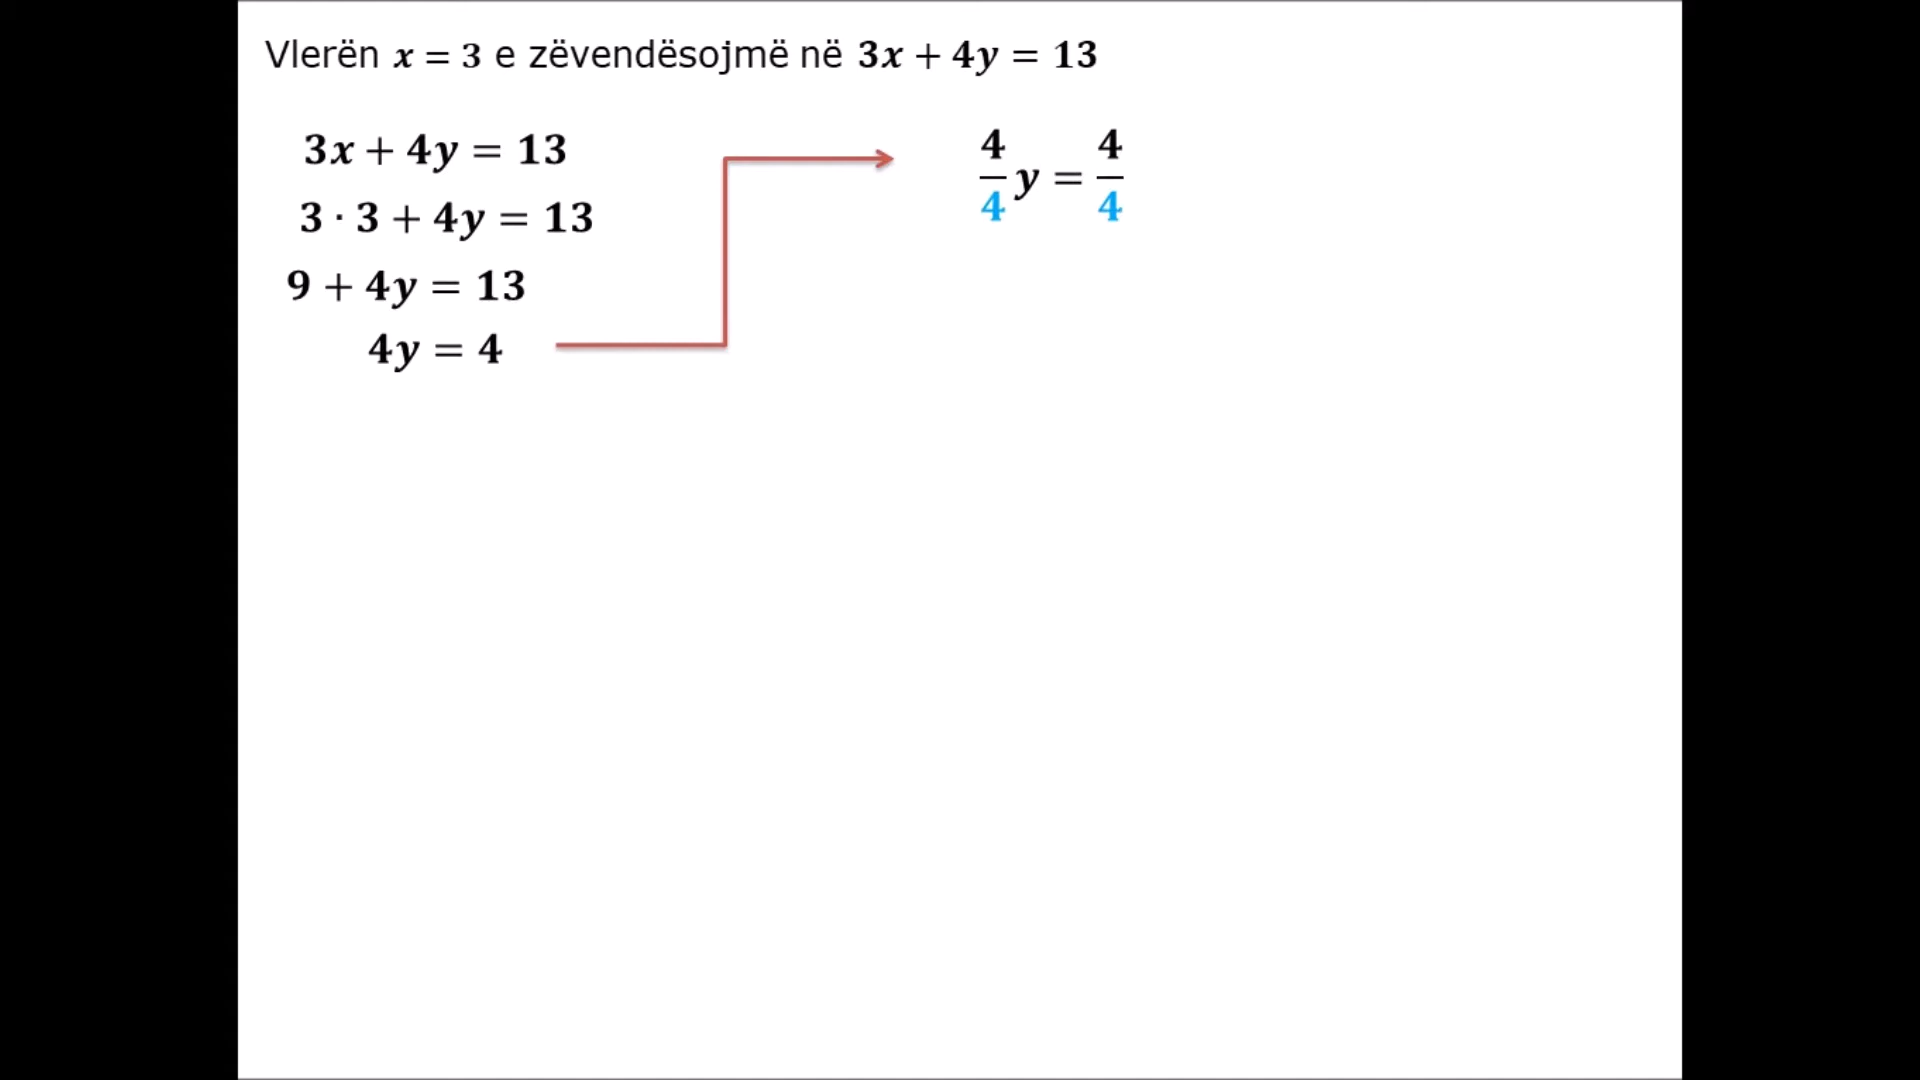 Vlerën x = 3 e zëvendësojmë në 3x + 4y = 13
3x + 4y = 13
3 · 3 + 4y = 13
9 + 4y = 13
4y = 4
4/4 y = 4/4